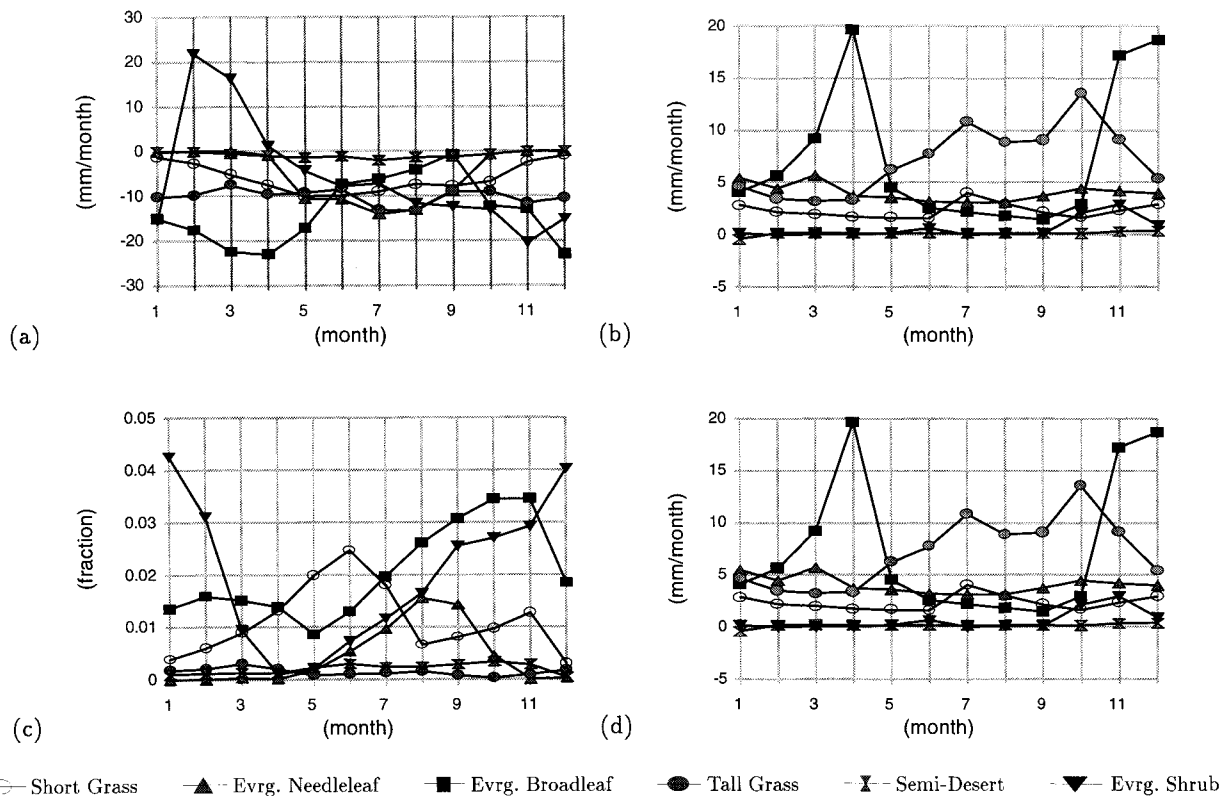 30
20
10
0
-10
-20
-30
(mm/month)
1 3 5 7 9 11
(month)
(a)
20
15
10
5
0
-5
(mm/month)
1 3 5 7 9 11
(month)
(b)
0.05
0.04
0.03
0.02
0.01
0
(fraction)
1 3 5 7 9 11
(month)
(c)
20
15
10
5
0
-5
(mm/month)
1 3 5 7 9 11
(month)
(d)
Short Grass Evrg. Needleleaf Evrg. Broadleaf Tall Grass Semi-Desert Evrg. Shrub